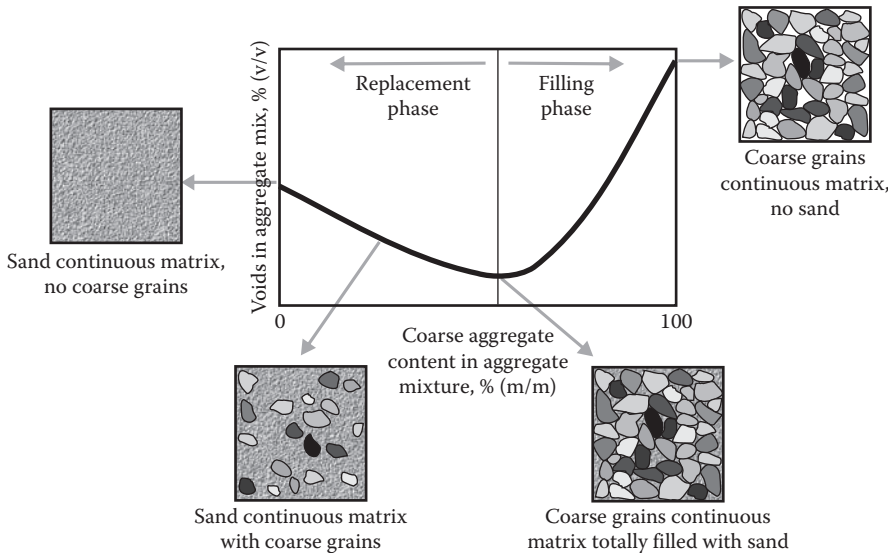 Replacement
phase
Filling
phase
Voids in aggregate mix, % (v/v)
Coarse grains
continuous matrix,
no sand
Sand continuous matrix,
no coarse grains
0
100
Coarse aggregate
content in aggregate
mixture, % (m/m)
Sand continuous matrix
with coarse grains
Coarse grains continuous
matrix totally filled with sand